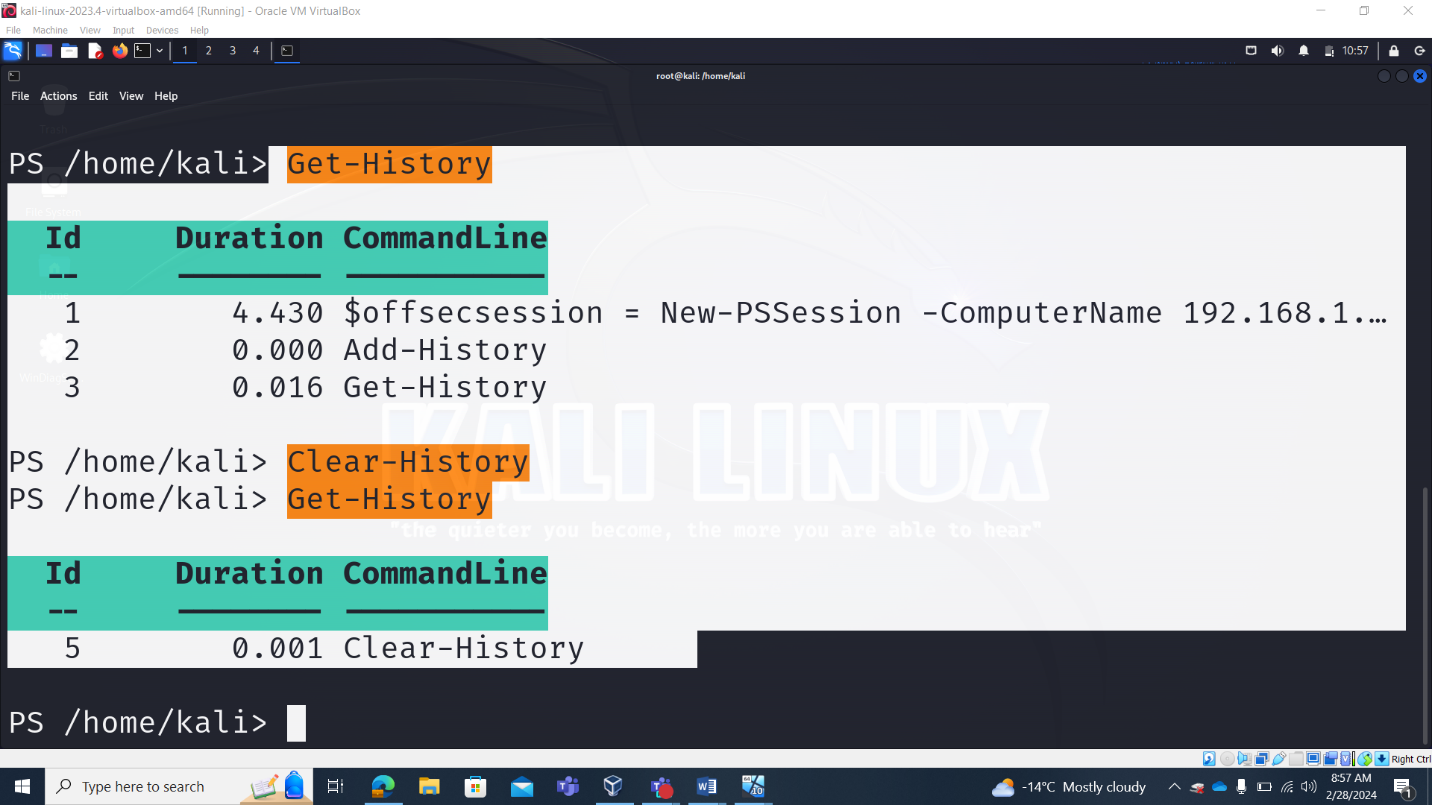 kali-linux-2023.4-virtualbox-amd64 [Running] - Oracle VM VirtualBox
File Machine View Input Devices Help
1 2 3 4 10:57
root@kali: /home/kali
File Actions Edit View Help
Trash
PS /home/kali> Get-History
File System
Id Duration CommandLine
-- -------- -----------
1 4.430 $offsecsession = New-PSSession -ComputerName 192.168.1.…
2 0.000 Add-History
3 0.016 Get-History
KALI LINUX
PS /home/kali> Clear-History
PS /home/kali> Get-History
"the quieter you become, the more you are able to hear"
Id Duration CommandLine
-- -------- -----------
5 0.001 Clear-History
PS /home/kali>
Right Ctrl
Type here to search
-14°C Mostly cloudy
8:57 AM
2/28/2024
1